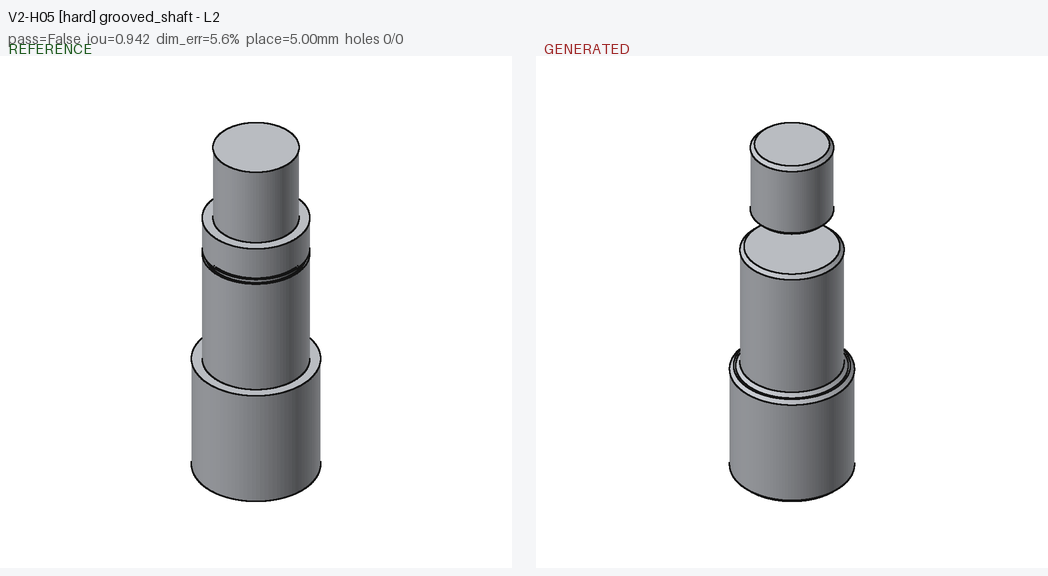 V2-H05 [hard] grooved_shaft - L2
pass=False iou=0.942 dim_err=5.6% place=5.00mm holes 0/0
REFERENCE
GENERATED